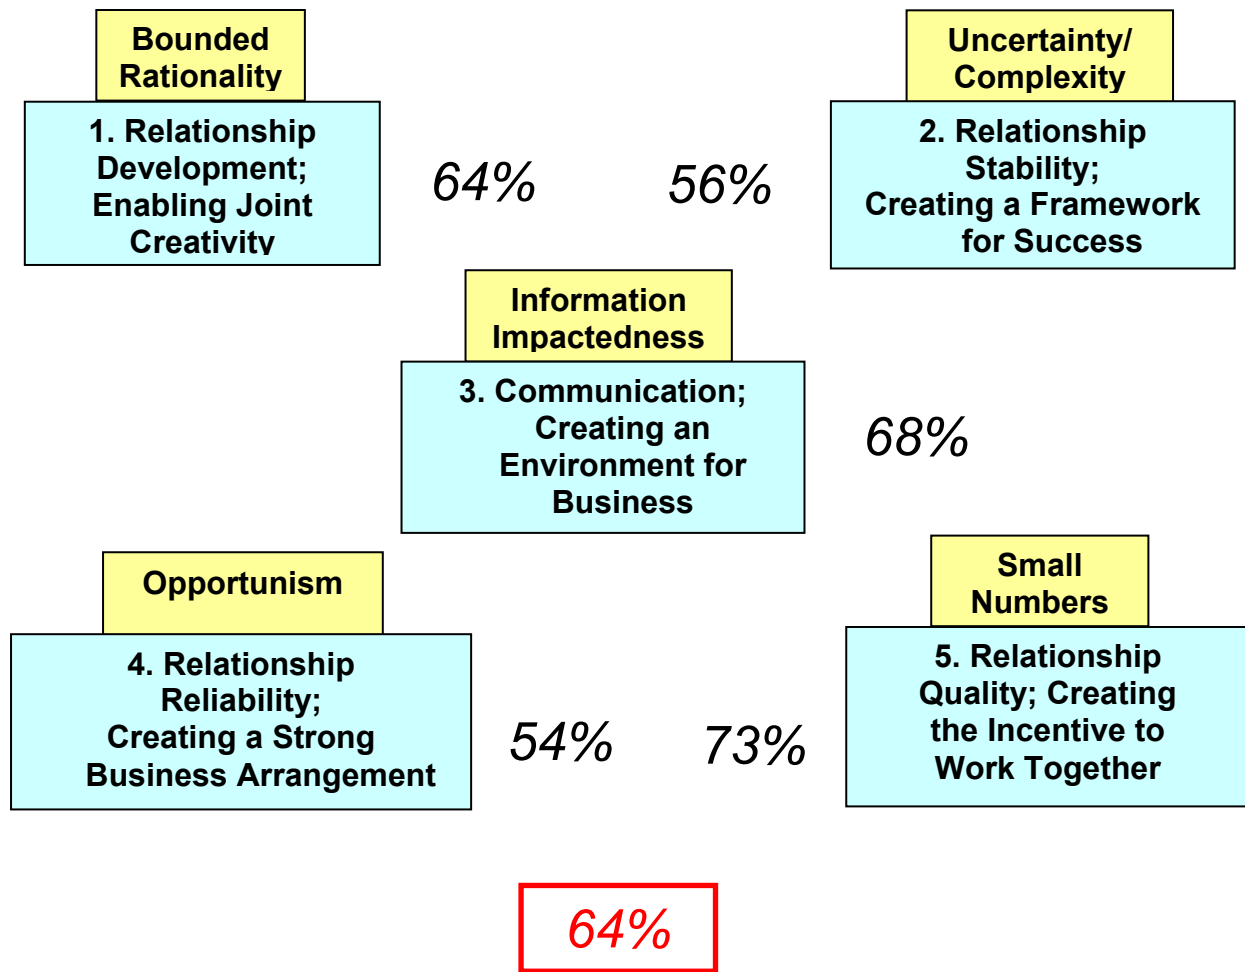 Bounded
Rationality
1. Relationship
Development;
Enabling Joint
Creativity
64%
56%
Uncertainty/
Complexity
2. Relationship
Stability;
Creating a Framework
for Success
Information
Impactedness
3. Communication;
Creating an
Environment for
Business
68%
Opportunism
4. Relationship
Reliability;
Creating a Strong
Business Arrangement
54%
73%
Small
Numbers
5. Relationship
Quality; Creating
the Incentive to
Work Together
64%